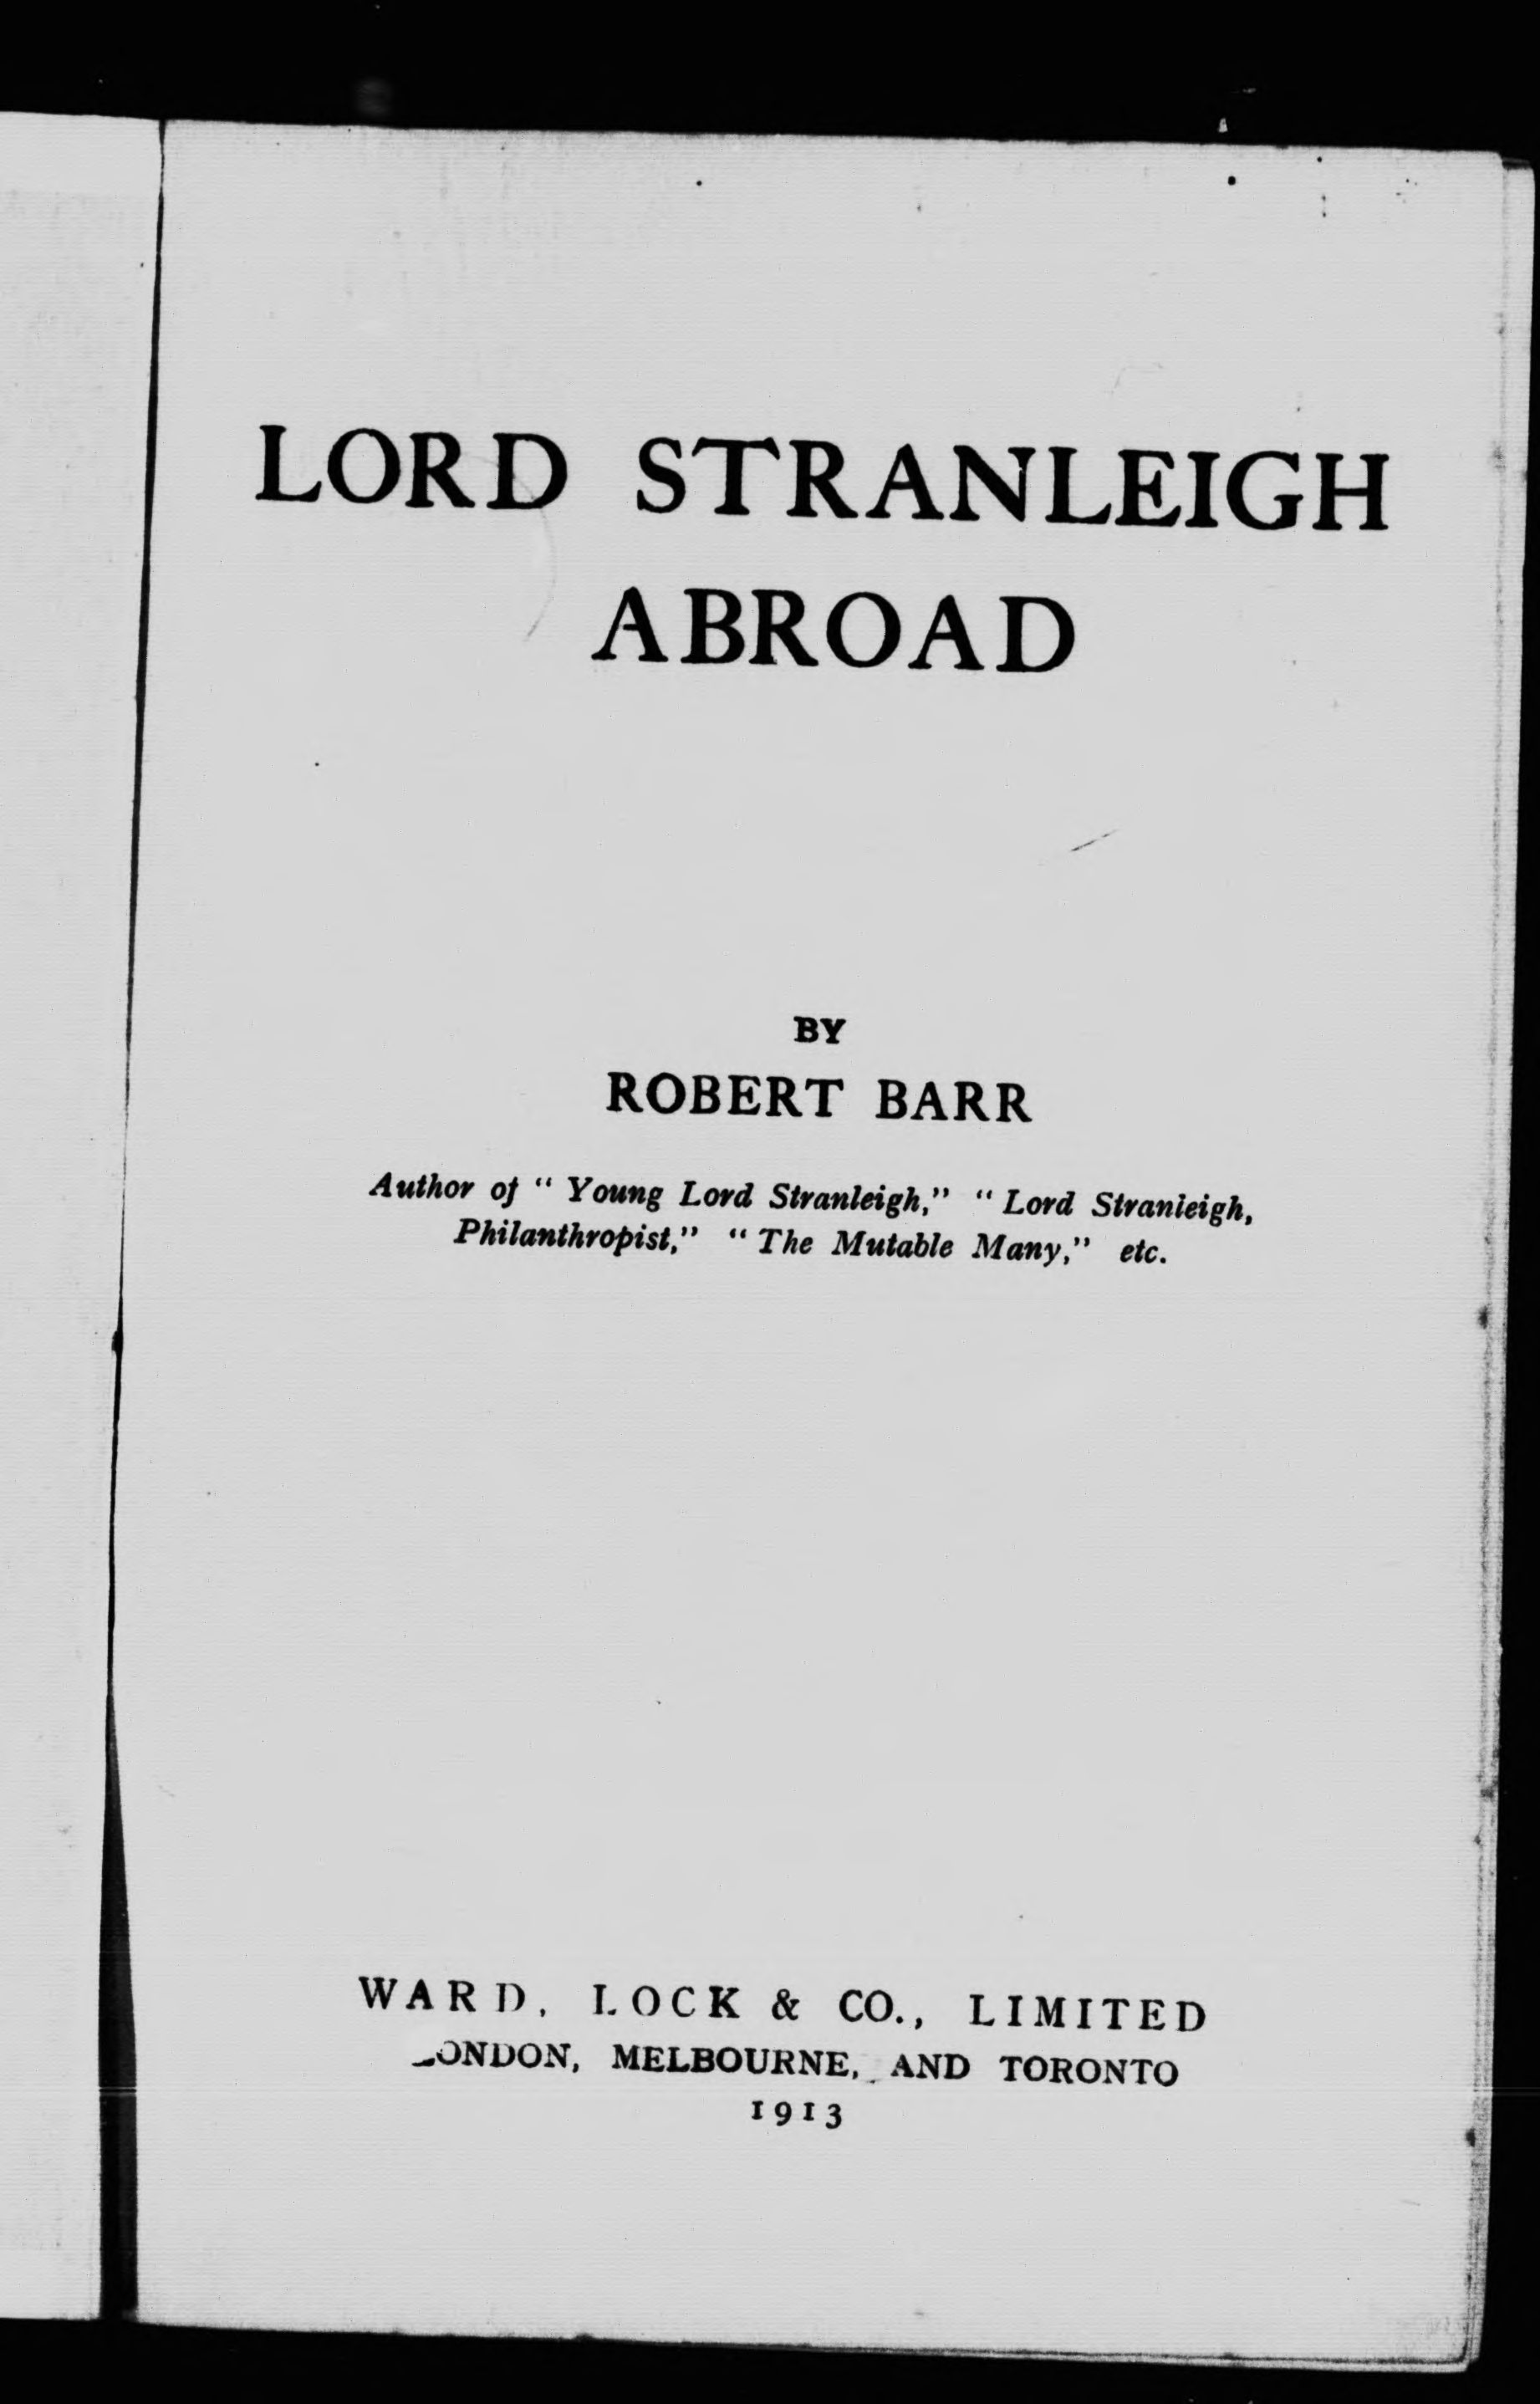 LORD STRANLEIGH
ABROAD
BY
ROBERT BARR
Author of “ Young Lord Stranleigh,” “ Lord Stranleigh,
Philanthropist,” “ The Mutable Many,” etc.
WARD, LOCK & CO., LIMITED
LONDON, MELBOURNE, AND TORONTO
1913